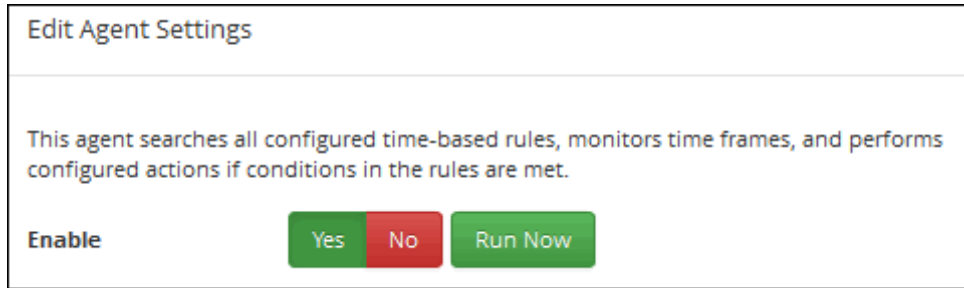 Edit Agent Settings
This agent searches all configured time-based rules, monitors time frames, and performs
configured actions if conditions in the rules are met.
Enable Yes No Run Now